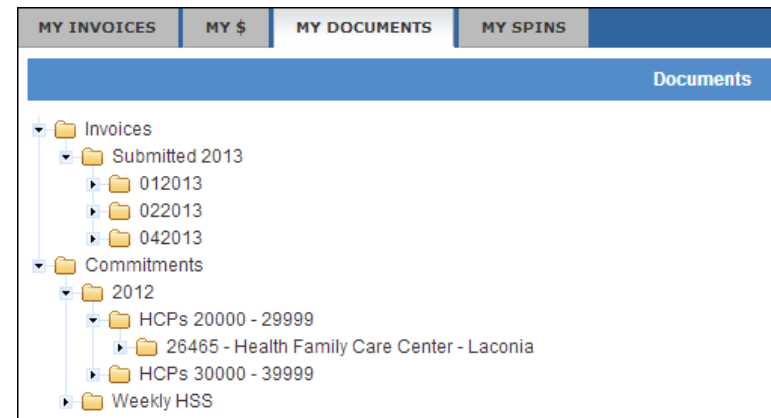 MY INVOICES MY $ MY DOCUMENTS MY SPINS
Documents
Invoices
Submitted 2013
012013
022013
042013
Commitments
2012
HCPs 20000 - 29999
26465 - Health Family Care Center - Laconia
HCPs 30000 - 39999
Weekly HSS